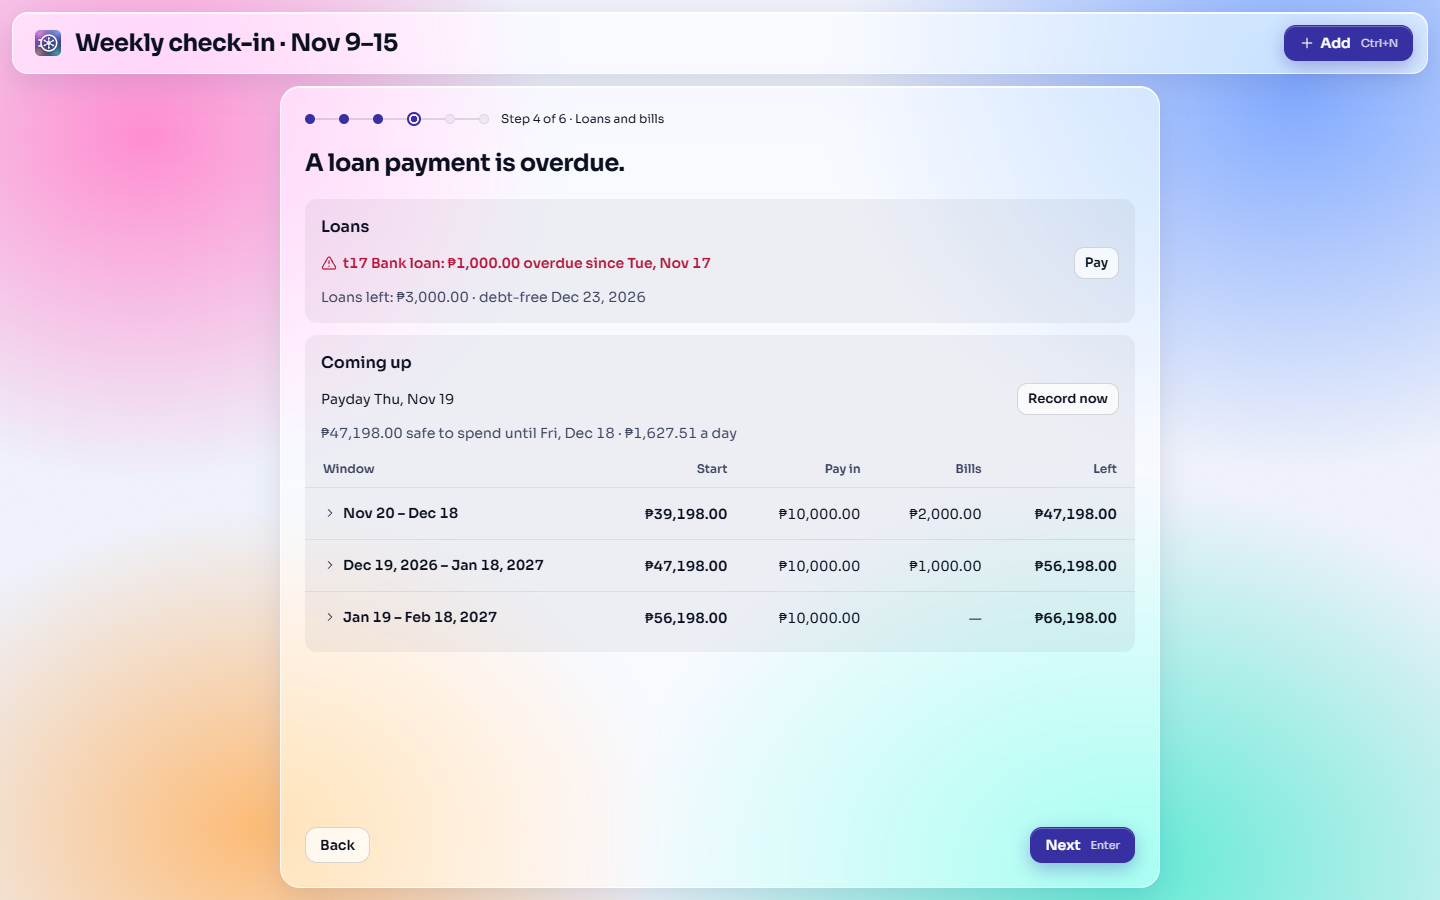 Weekly check-in · Nov 9–15
Add Ctrl+N
Step 4 of 6 · Loans and bills
A loan payment is overdue.
Loans
t17 Bank loan: ₱1,000.00 overdue since Tue, Nov 17
Pay
Loans left: ₱3,000.00 · debt-free Dec 23, 2026
Coming up
Payday Thu, Nov 19
Record now
₱47,198.00 safe to spend until Fri, Dec 18 · ₱1,627.51 a day
Window Start Pay in Bills Left
Nov 20 – Dec 18 ₱39,198.00 ₱10,000.00 ₱2,000.00 ₱47,198.00
Dec 19, 2026 – Jan 18, 2027 ₱47,198.00 ₱10,000.00 ₱1,000.00 ₱56,198.00
Jan 19 – Feb 18, 2027 ₱56,198.00 ₱10,000.00 — ₱66,198.00
Back
Next Enter